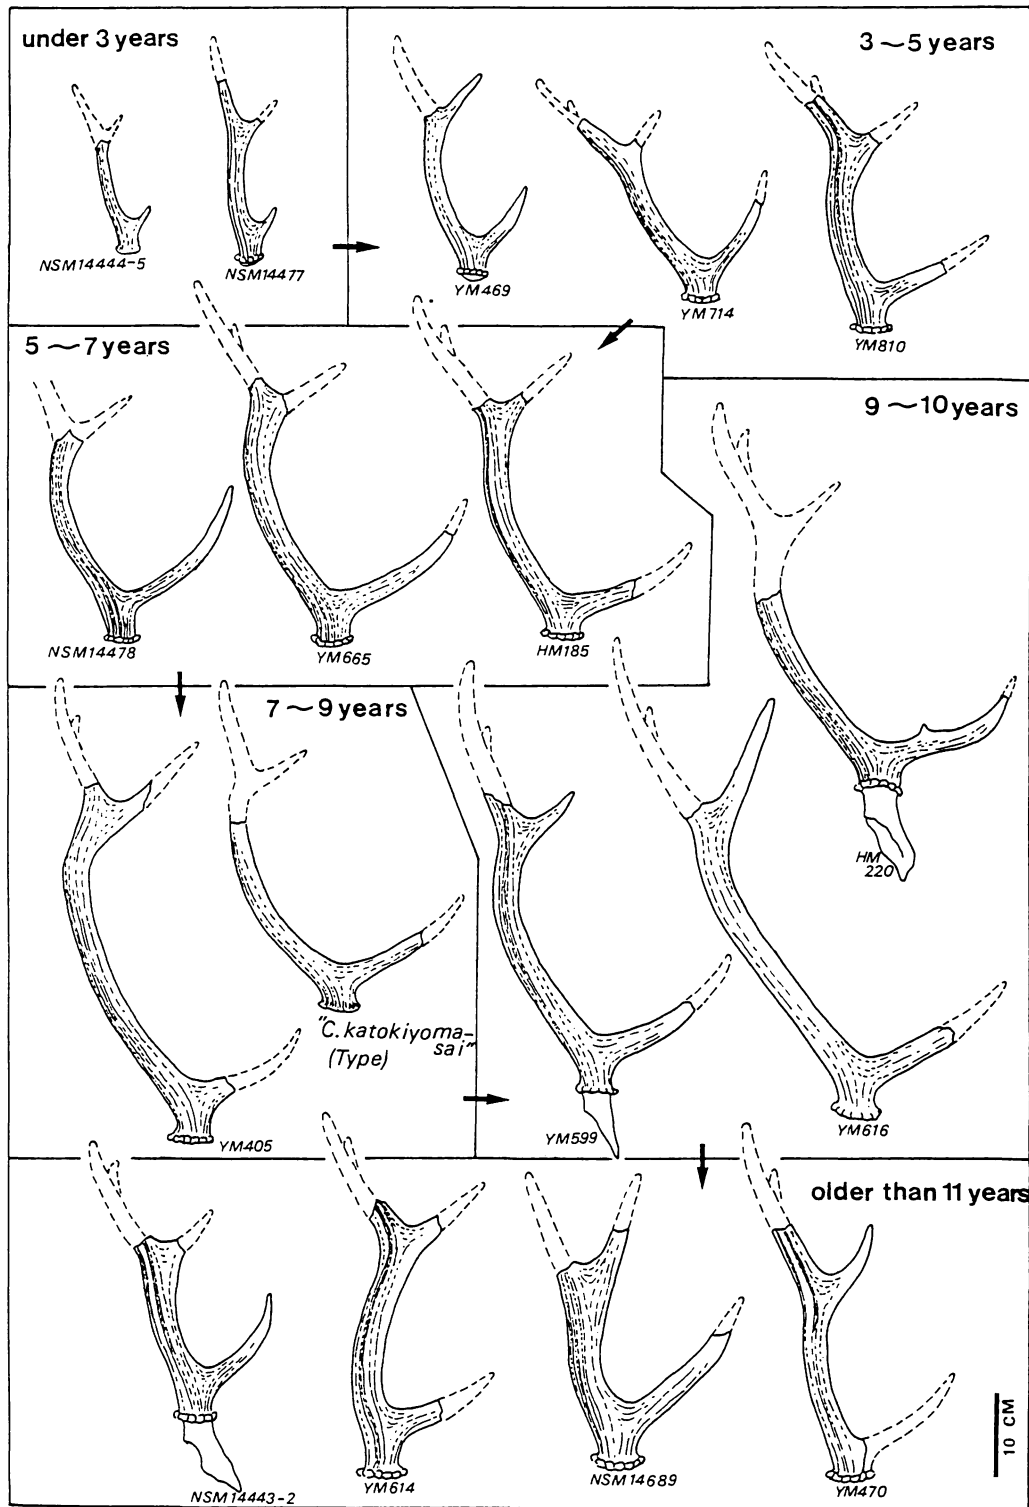 under 3 years
3 ~ 5 years
NSM14444-5
NSM14477
YM469
YM714
YM810
5 ~ 7 years
9 ~ 10 years
NSM14478
YM665
HM185
7 ~ 9 years
HM
220
"C. katokiyoma-
sai"
(Type)
YM405
YM599
YM616
older than 11 years
NSM14443-2
YM614
NSM14689
YM470
10 CM